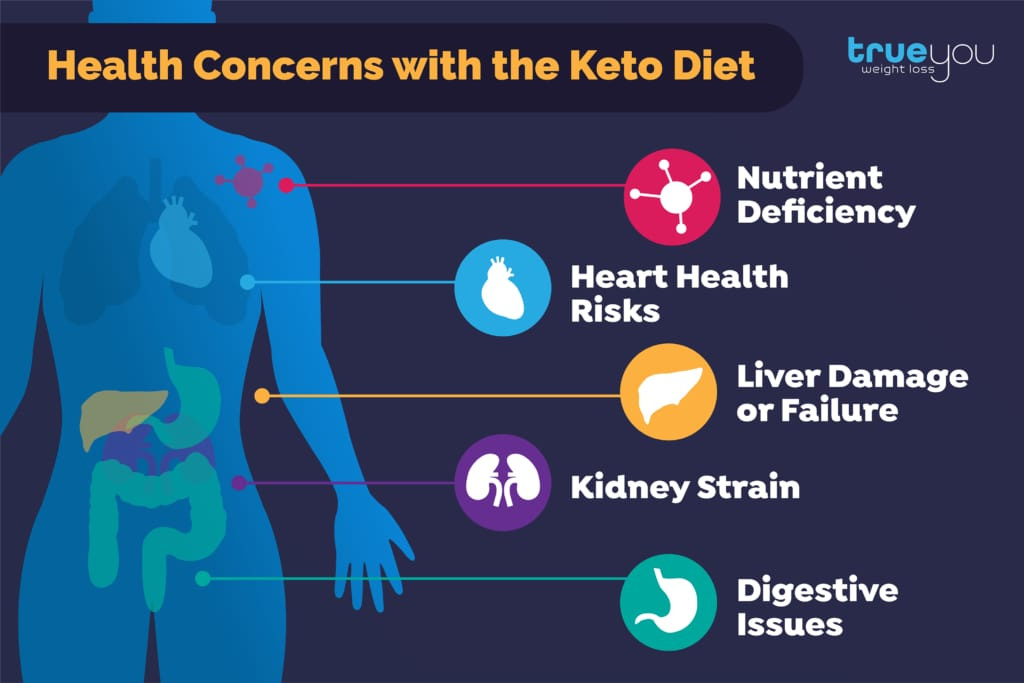 Health Concerns with the Keto Diet
trueyou
weight loss
Nutrient
Deficiency
Heart Health
Risks
Liver Damage
or Failure
Kidney Strain
Digestive
Issues